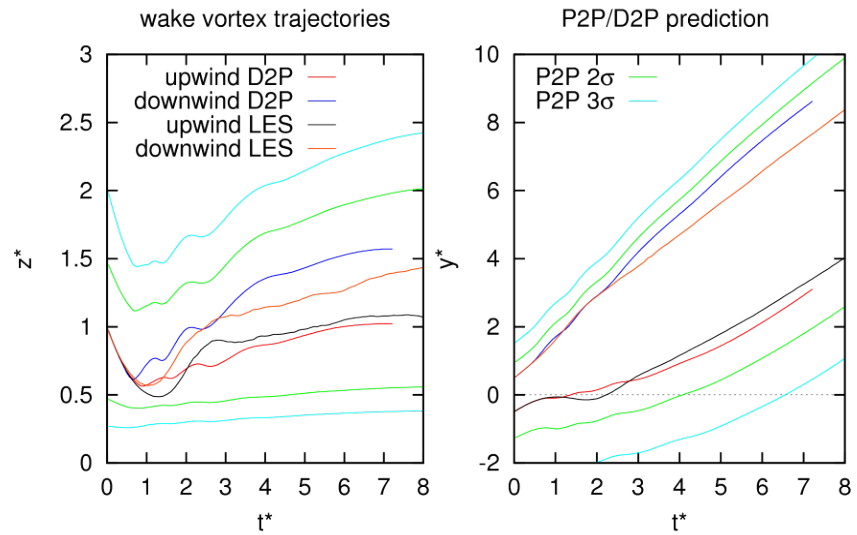 wake vortex trajectories
P2P/D2P prediction
upwind D2P
downwind D2P
upwind LES
downwind LES
P2P 2σ
P2P 3σ
3
2.5
2
1.5
1
0.5
0
z*
0 1 2 3 4 5 6 7 8
t*
10
8
6
4
2
0
-2
y*
0 1 2 3 4 5 6 7 8
t*